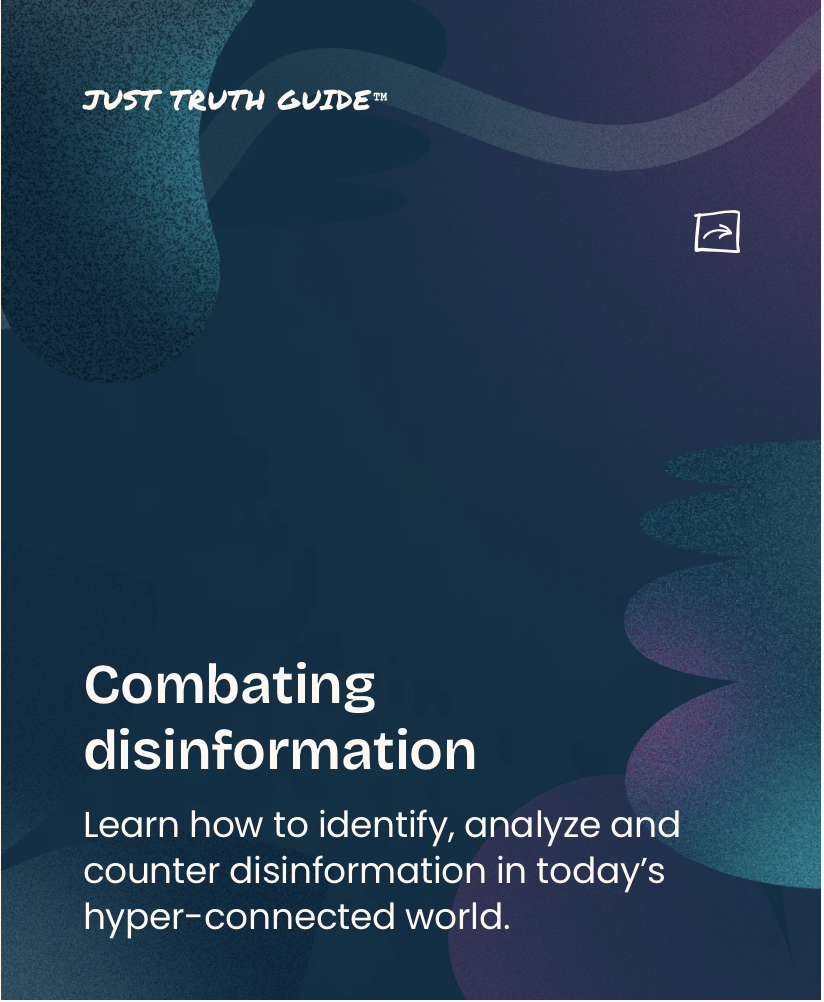 JUST TRUTH GUIDE™
Combating
disinformation
Learn how to identify, analyze and
counter disinformation in today’s
hyper-connected world.